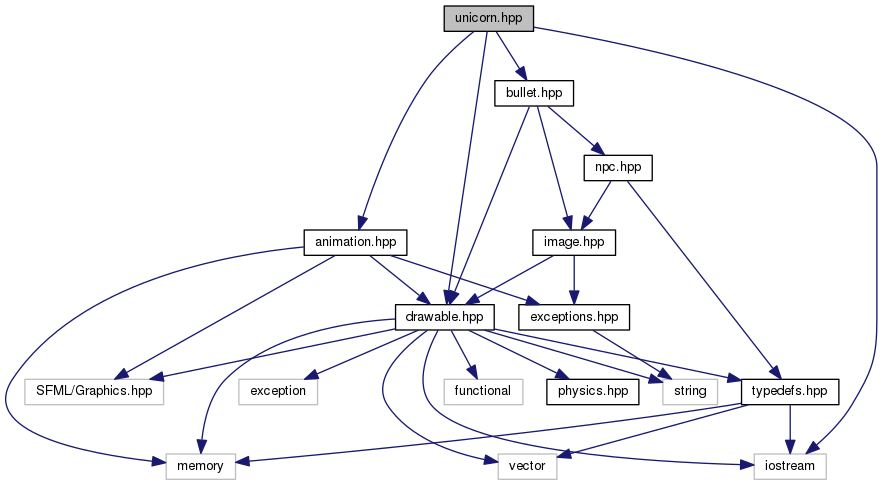 unicorn.hpp
bullet.hpp
npc.hpp
animation.hpp
image.hpp
drawable.hpp
exceptions.hpp
SFML/Graphics.hpp
exception
functional
physics.hpp
string
typedefs.hpp
memory
vector
iostream